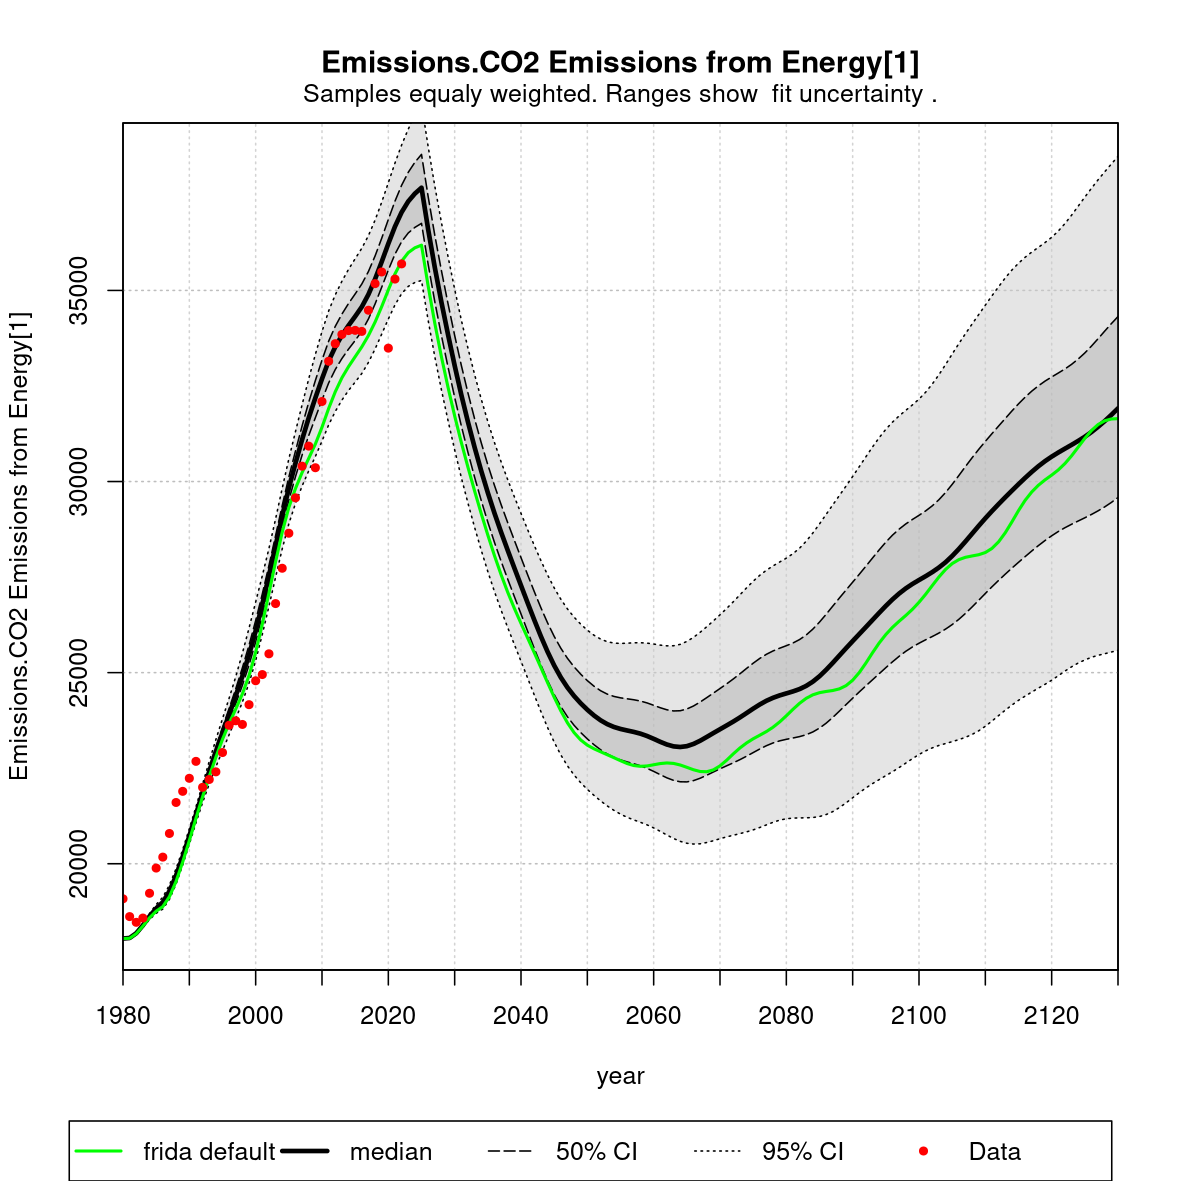 Emissions.CO2 Emissions from Energy[1]
Samples equaly weighted. Ranges show  fit uncertainty .
Emissions.CO2 Emissions from Energy[1]
35000
30000
25000
20000
1980 2000 2020 2040 2060 2080 2100 2120
year
frida default median 50% CI 95% CI Data